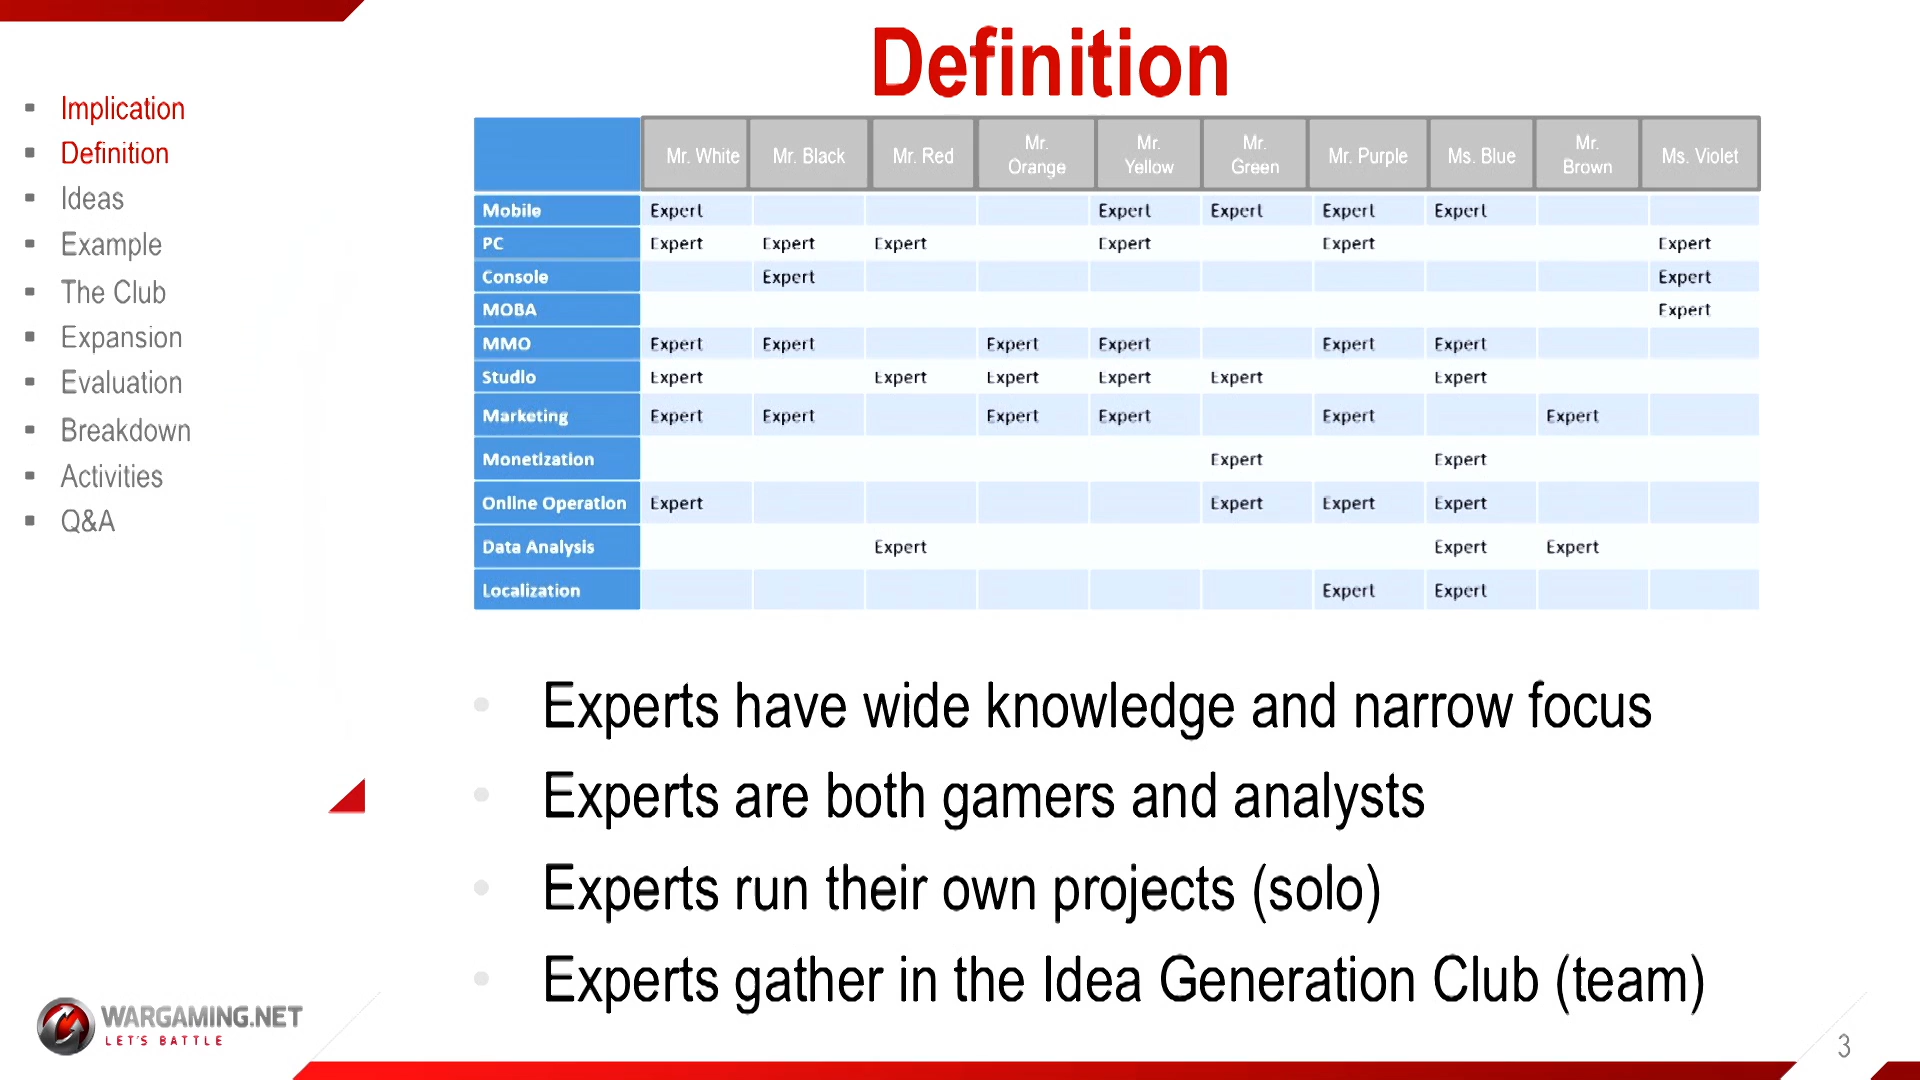 Definition
Implication
Definition
Ideas
Example
The Club
Expansion
Evaluation
Breakdown
Activities
Q&A
Mr. White Mr. Black Mr. Red Mr. Orange Mr. Yellow Mr. Green Mr. Purple Ms. Blue Mr. Brown Ms. Violet
Mobile Expert Expert Expert Expert Expert
PC Expert Expert Expert Expert Expert Expert
Console Expert Expert
MOBA Expert
MMO Expert Expert Expert Expert Expert Expert
Studio Expert Expert Expert Expert Expert Expert
Marketing Expert Expert Expert Expert Expert Expert
Monetization Expert Expert
Online Operation Expert Expert Expert Expert
Data Analysis Expert Expert Expert
Localization Expert Expert
Experts have wide knowledge and narrow focus
Experts are both gamers and analysts
Experts run their own projects (solo)
Experts gather in the Idea Generation Club (team)
WARGAMING.NET
LET'S BATTLE
3